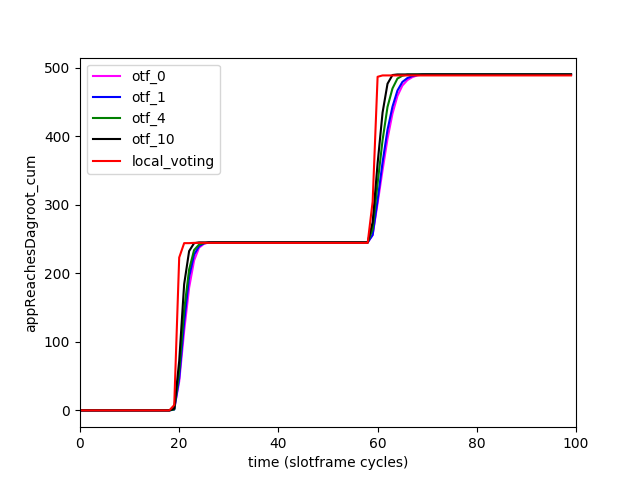 500
400
300
200
100
0
appReachesDagroot_cum
otf_0
otf_1
otf_4
otf_10
local_voting
0 20 40 60 80 100
time (slotframe cycles)